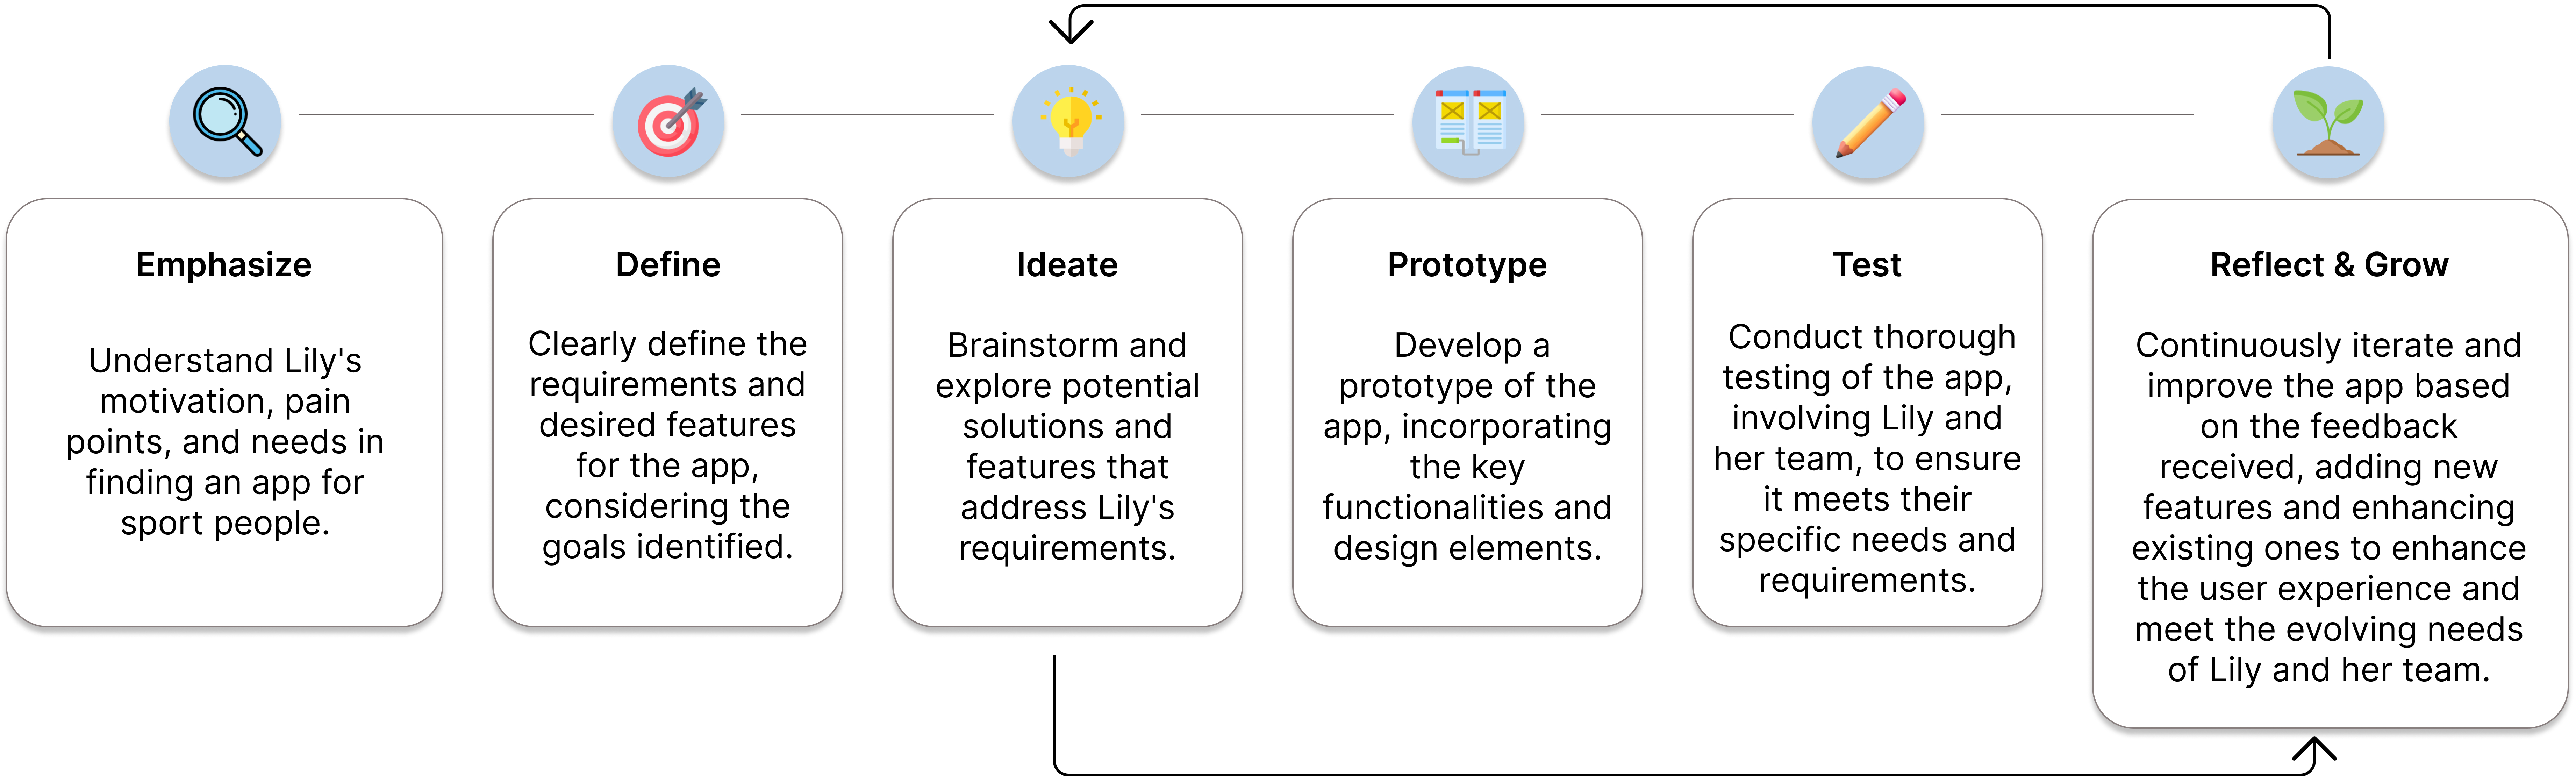 Emphasize
Understand Lily's
motivation, pain
points, and needs in
finding an app for
sport people.
Define
Clearly define the
requirements and
desired features
for the app,
considering the
goals identified.
Ideate
Brainstorm and
explore potential
solutions and
features that
address Lily's
requirements.
Prototype
Develop a
prototype of the
app, incorporating
the key
functionalities and
design elements.
Test
Conduct thorough
testing of the app,
involving Lily and
her team, to ensure
it meets their
specific needs and
requirements.
Reflect & Grow
Continuously iterate and
improve the app based
on the feedback
received, adding new
features and enhancing
existing ones to enhance
the user experience and
meet the evolving needs
of Lily and her team.